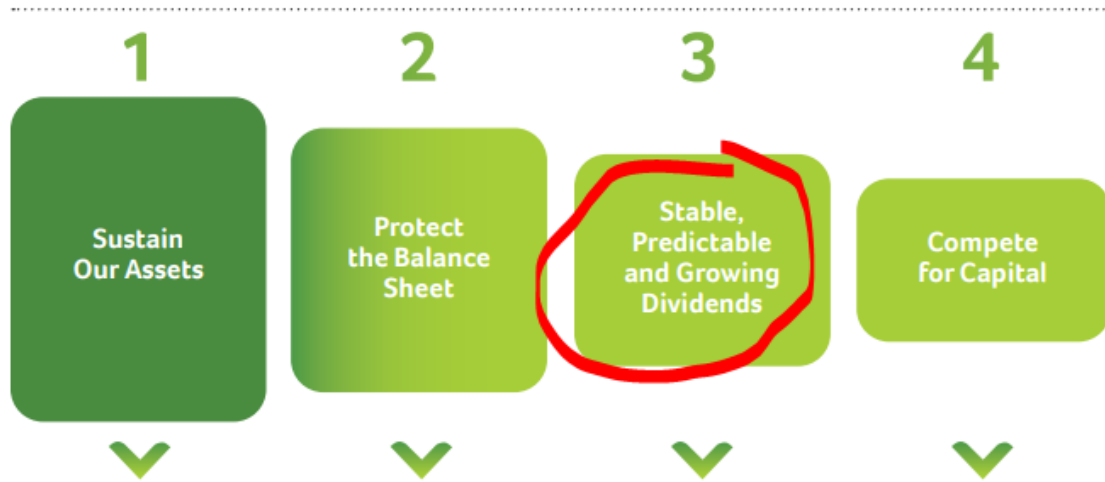 1
2
3
4
Sustain
Our Assets
Protect
the Balance
Sheet
Stable,
Predictable
and Growing
Dividends
Compete
for Capital